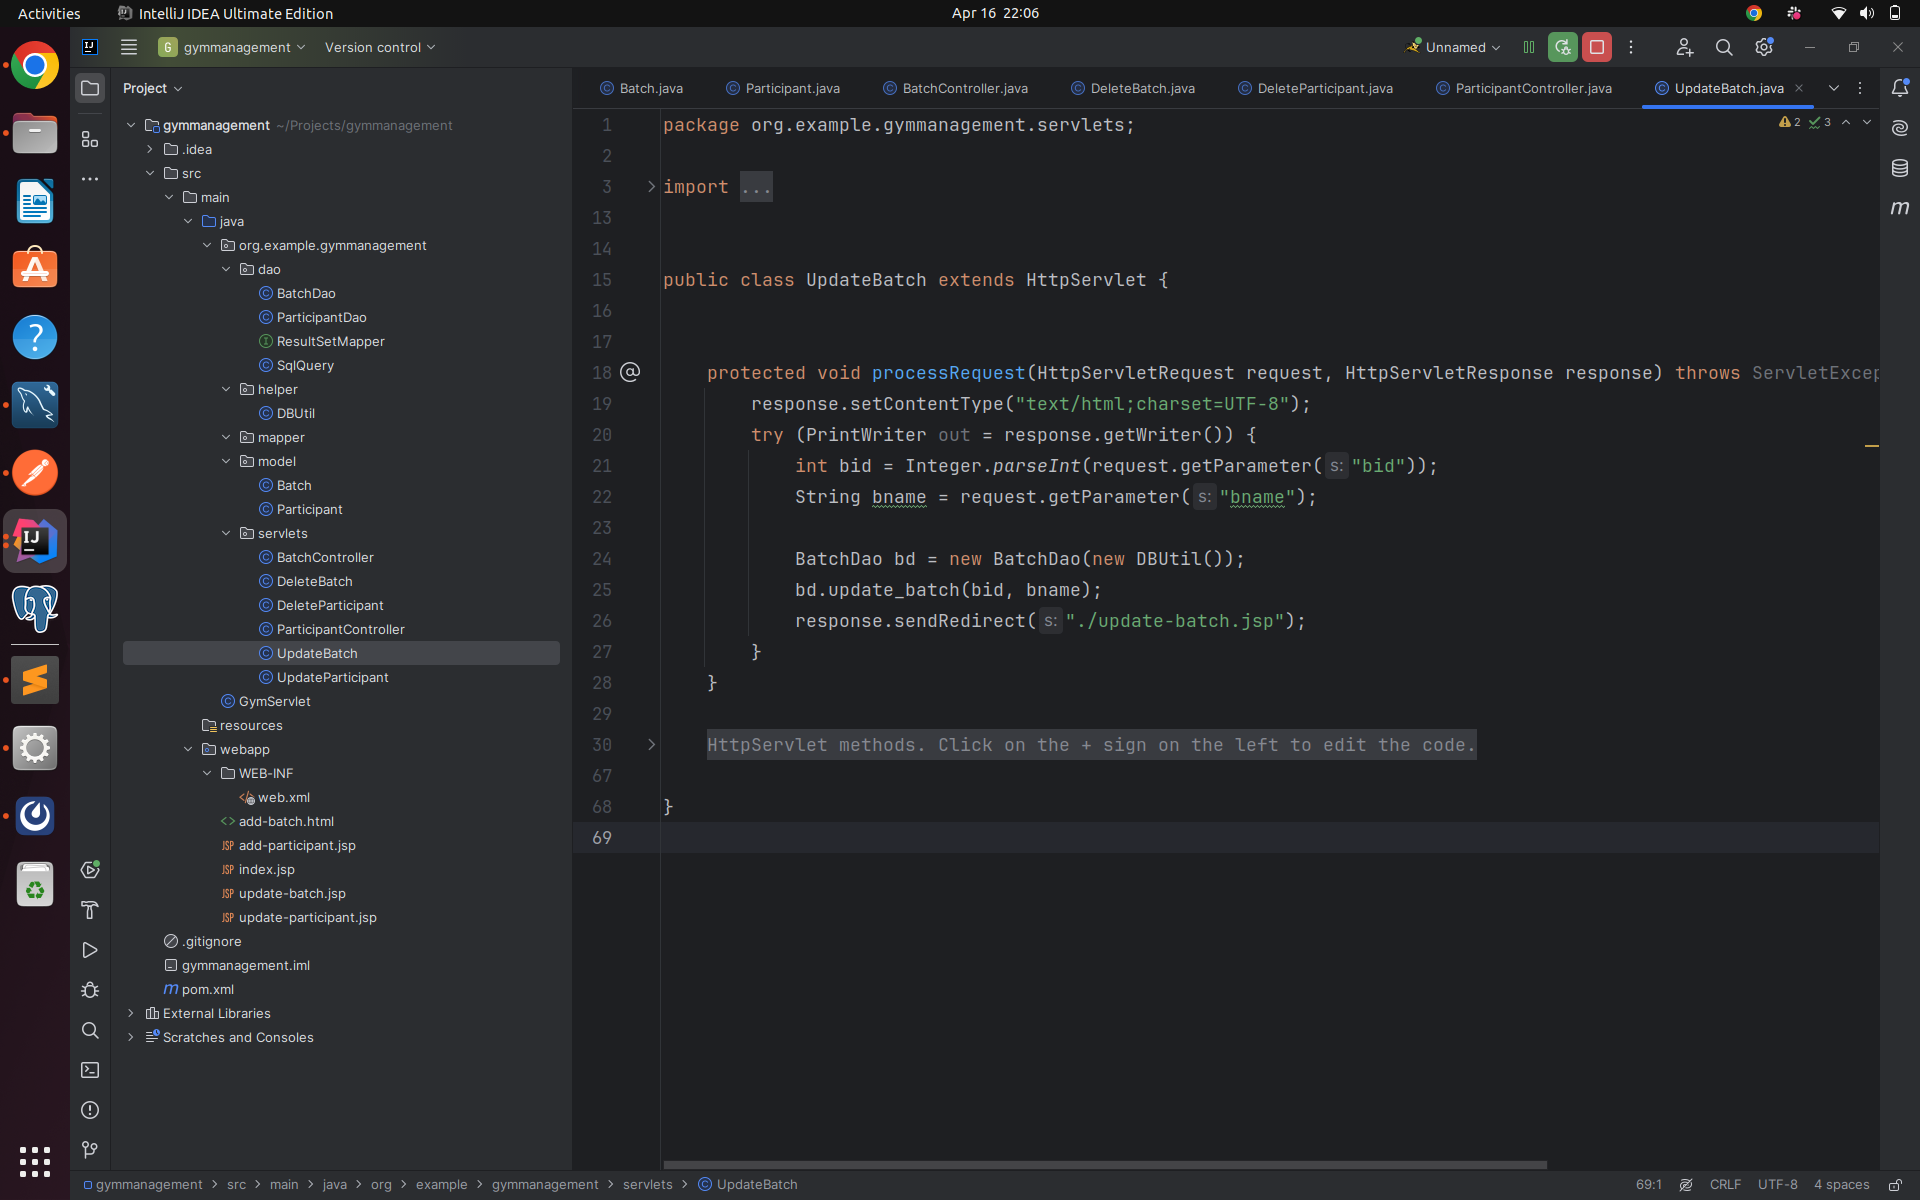 Activities
IntelliJ IDEA Ultimate Edition
Apr 16 22:06
IJ
G gymmanagement
Version control
Unnamed
Project
Batch.java
Participant.java
BatchController.java
DeleteBatch.java
DeleteParticipant.java
ParticipantController.java
UpdateBatch.java
gymmanagement ~/Projects/gymmanagement
.idea
src
main
java
org.example.gymmanagement
dao
BatchDao
ParticipantDao
ResultSetMapper
SqlQuery
helper
DBUtil
mapper
model
Batch
Participant
servlets
BatchController
DeleteBatch
DeleteParticipant
ParticipantController
UpdateBatch
UpdateParticipant
GymServlet
resources
webapp
WEB-INF
web.xml
add-batch.html
JSP add-participant.jsp
JSP index.jsp
JSP update-batch.jsp
JSP update-participant.jsp
.gitignore
gymmanagement.iml
m pom.xml
External Libraries
Scratches and Consoles
1 package org.example.gymmanagement.servlets;
2
3 import ...
13
14
15 public class UpdateBatch extends HttpServlet {
16
17
18 @ protected void processRequest(HttpServletRequest request, HttpServletResponse response) throws ServletExcep
19 response.setContentType("text/html;charset=UTF-8");
20 try (PrintWriter out = response.getWriter()) {
21 int bid = Integer.parseInt(request.getParameter( s: "bid"));
22 String bname = request.getParameter( s: "bname");
23
24 BatchDao bd = new BatchDao(new DBUtil());
25 bd.update_batch(bid, bname);
26 response.sendRedirect( s: "./update-batch.jsp");
27 }
28 }
29
30 HttpServlet methods. Click on the + sign on the left to edit the code.
67
68 }
69
2 3
m
gymmanagement > src > main > java > org > example > gymmanagement > servlets > UpdateBatch
69:1 CRLF UTF-8 4 spaces